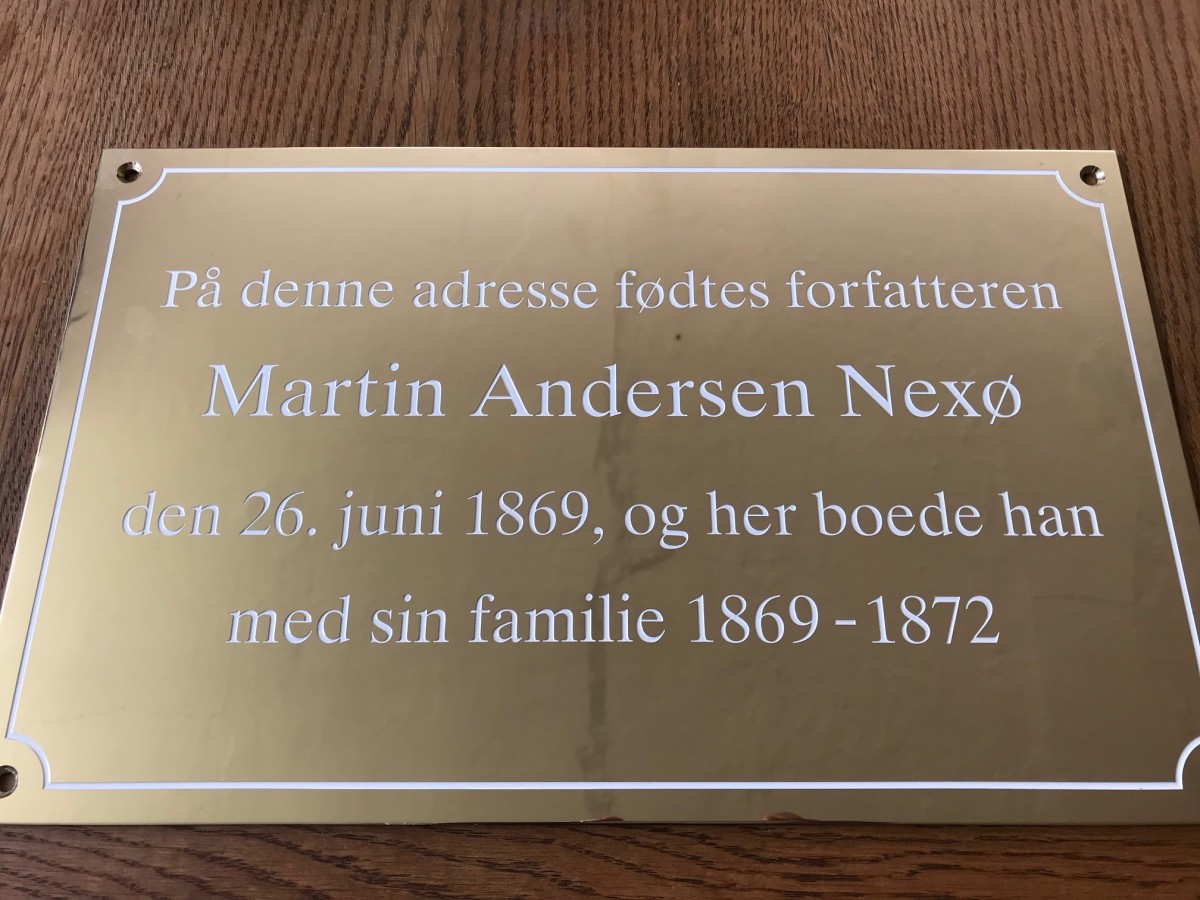 På denne adresse fødtes forfatteren
Martin Andersen Nexø
den 26. juni 1869, og her boede han
med sin familie 1869 - 1872